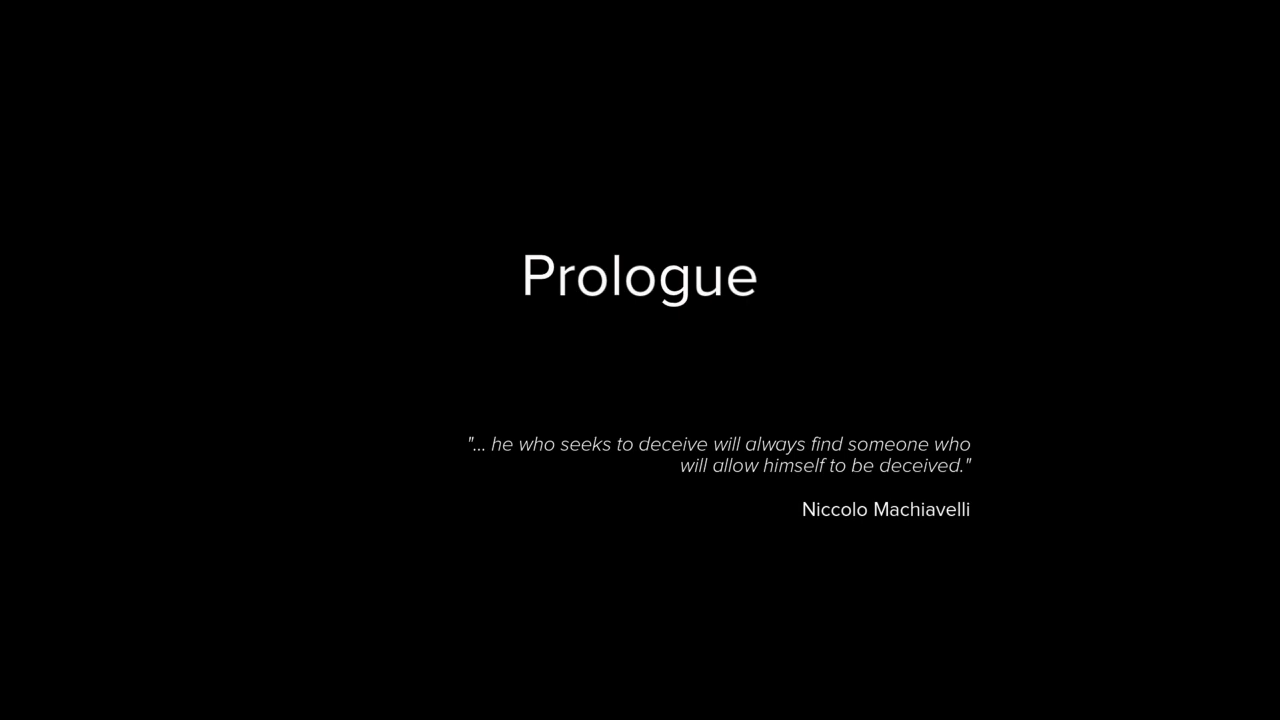 Prologue
"... he who seeks to deceive will always find someone who
will allow himself to be deceived."
Niccolo Machiavelli